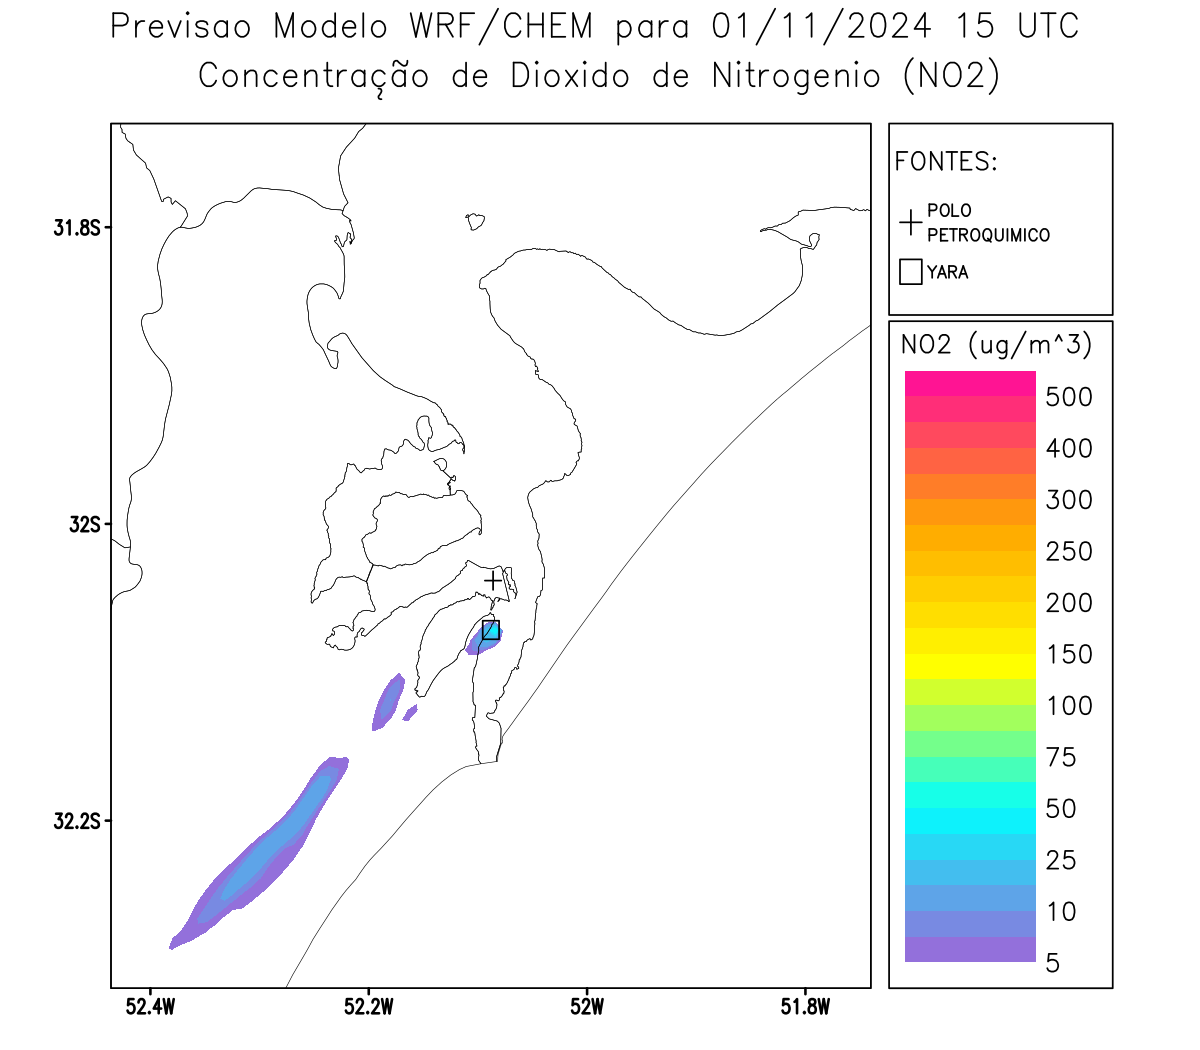 Previsao Modelo WRF/CHEM para 01/11/2024 15 UTC
Concentração de Dioxido de Nitrogenio (NO2)
FONTES:
POLO
PETROQUIMICO
YARA
NO2 (ug/m^3)
500
400
300
250
200
150
100
75
50
25
10
5
31.8S
32S
32.2S
52.4W
52.2W
52W
51.8W